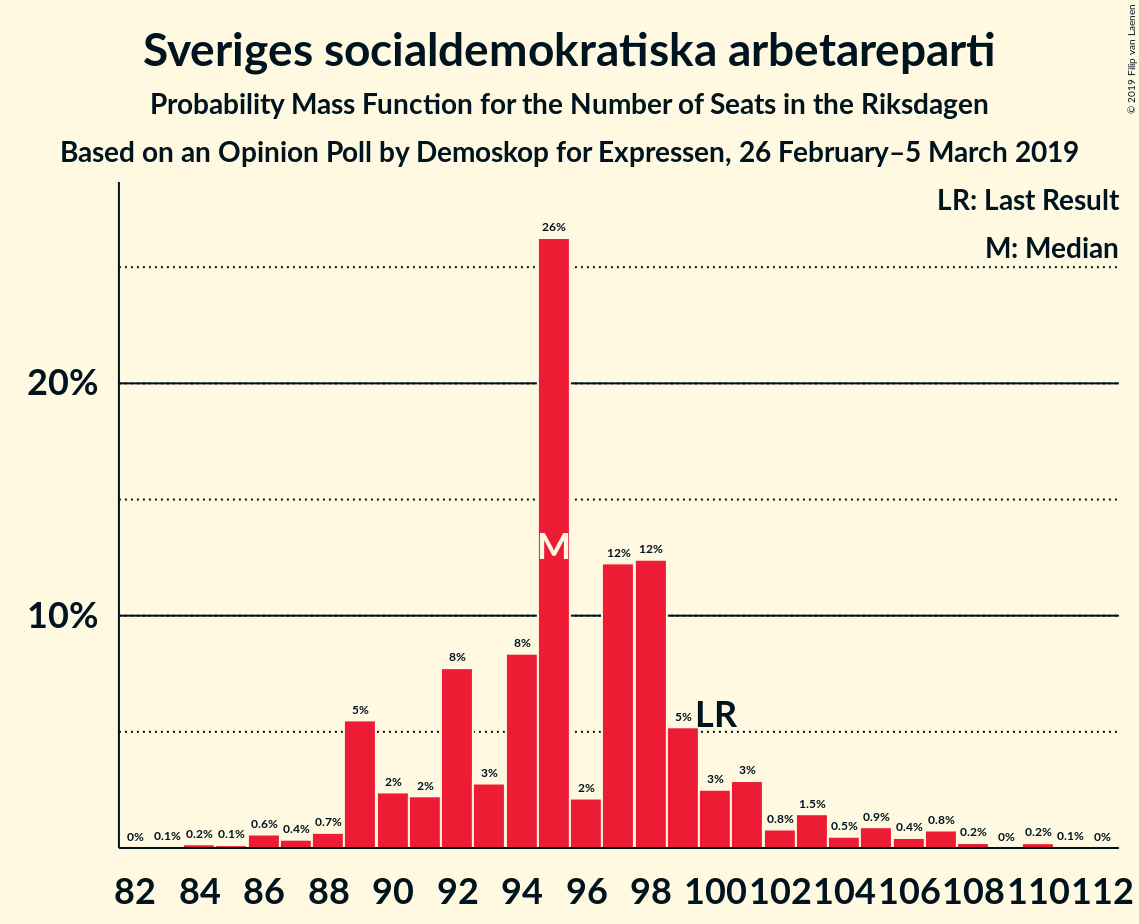 Sveriges socialdemokratiska arbetareparti
Probability Mass Function for the Number of Seats in the Riksdagen
Based on an Opinion Poll by Demoskop for Expressen, 26 February–5 March 2019
© 2019 Filip van Laenen
LR: Last Result
M: Median
20%
10%
0% 0.1% 0.2% 0.1% 0.6% 0.4% 0.7% 5% 2% 2% 8% 3% 8% 26% 2% 12% 12% 5% 3% 3% 0.8% 1.5% 0.5% 0.9% 0.4% 0.8% 0.2% 0% 0.2% 0.1% 0%
M
LR
82 84 86 88 90 92 94 96 98 100 102 104 106 108 110 112